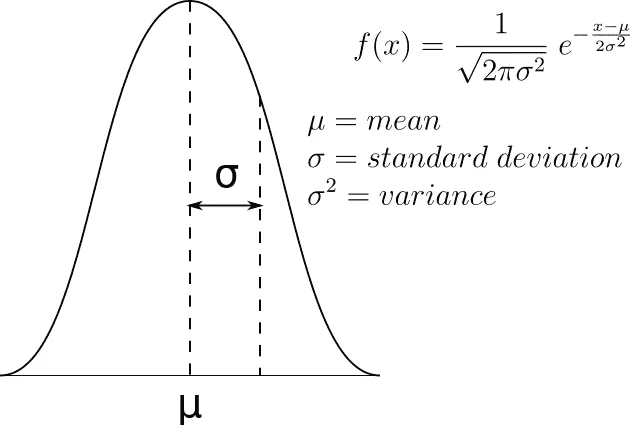 f(x) = 1/√(2πσ²) e^(−(x−μ)/(2σ²))
μ = mean
σ = standard deviation
σ² = variance
σ
μ